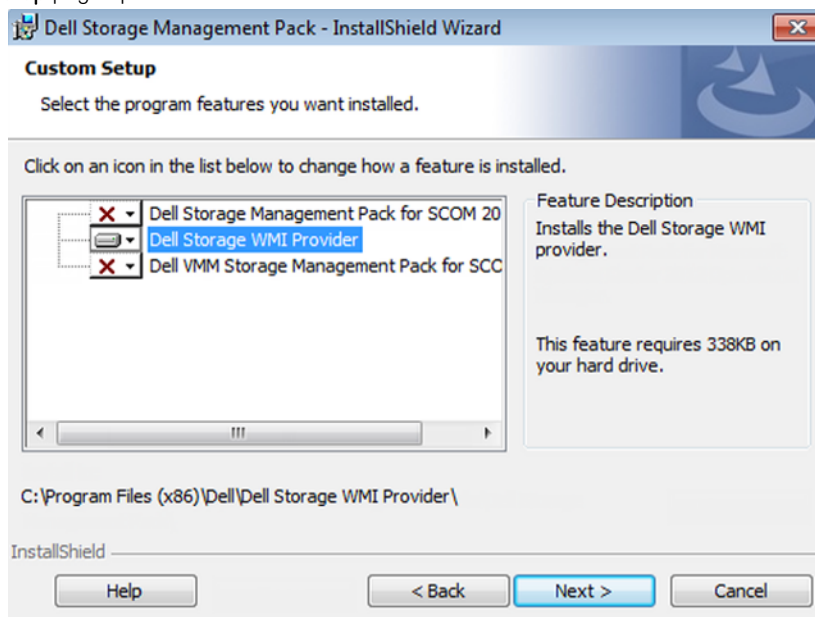 Dell Storage Management Pack - InstallShield Wizard
Custom Setup
Select the program features you want installed.
Click on an icon in the list below to change how a feature is installed.
Dell Storage Management Pack for SCOM 20
Dell Storage WMI Provider
Dell VMM Storage Management Pack for SCO
Feature Description
Installs the Dell Storage WMI
provider.
This feature requires 338KB on
your hard drive.
C:\Program Files (x86)\Dell\Dell Storage WMI Provider\
InstallShield
Help
< Back
Next >
Cancel